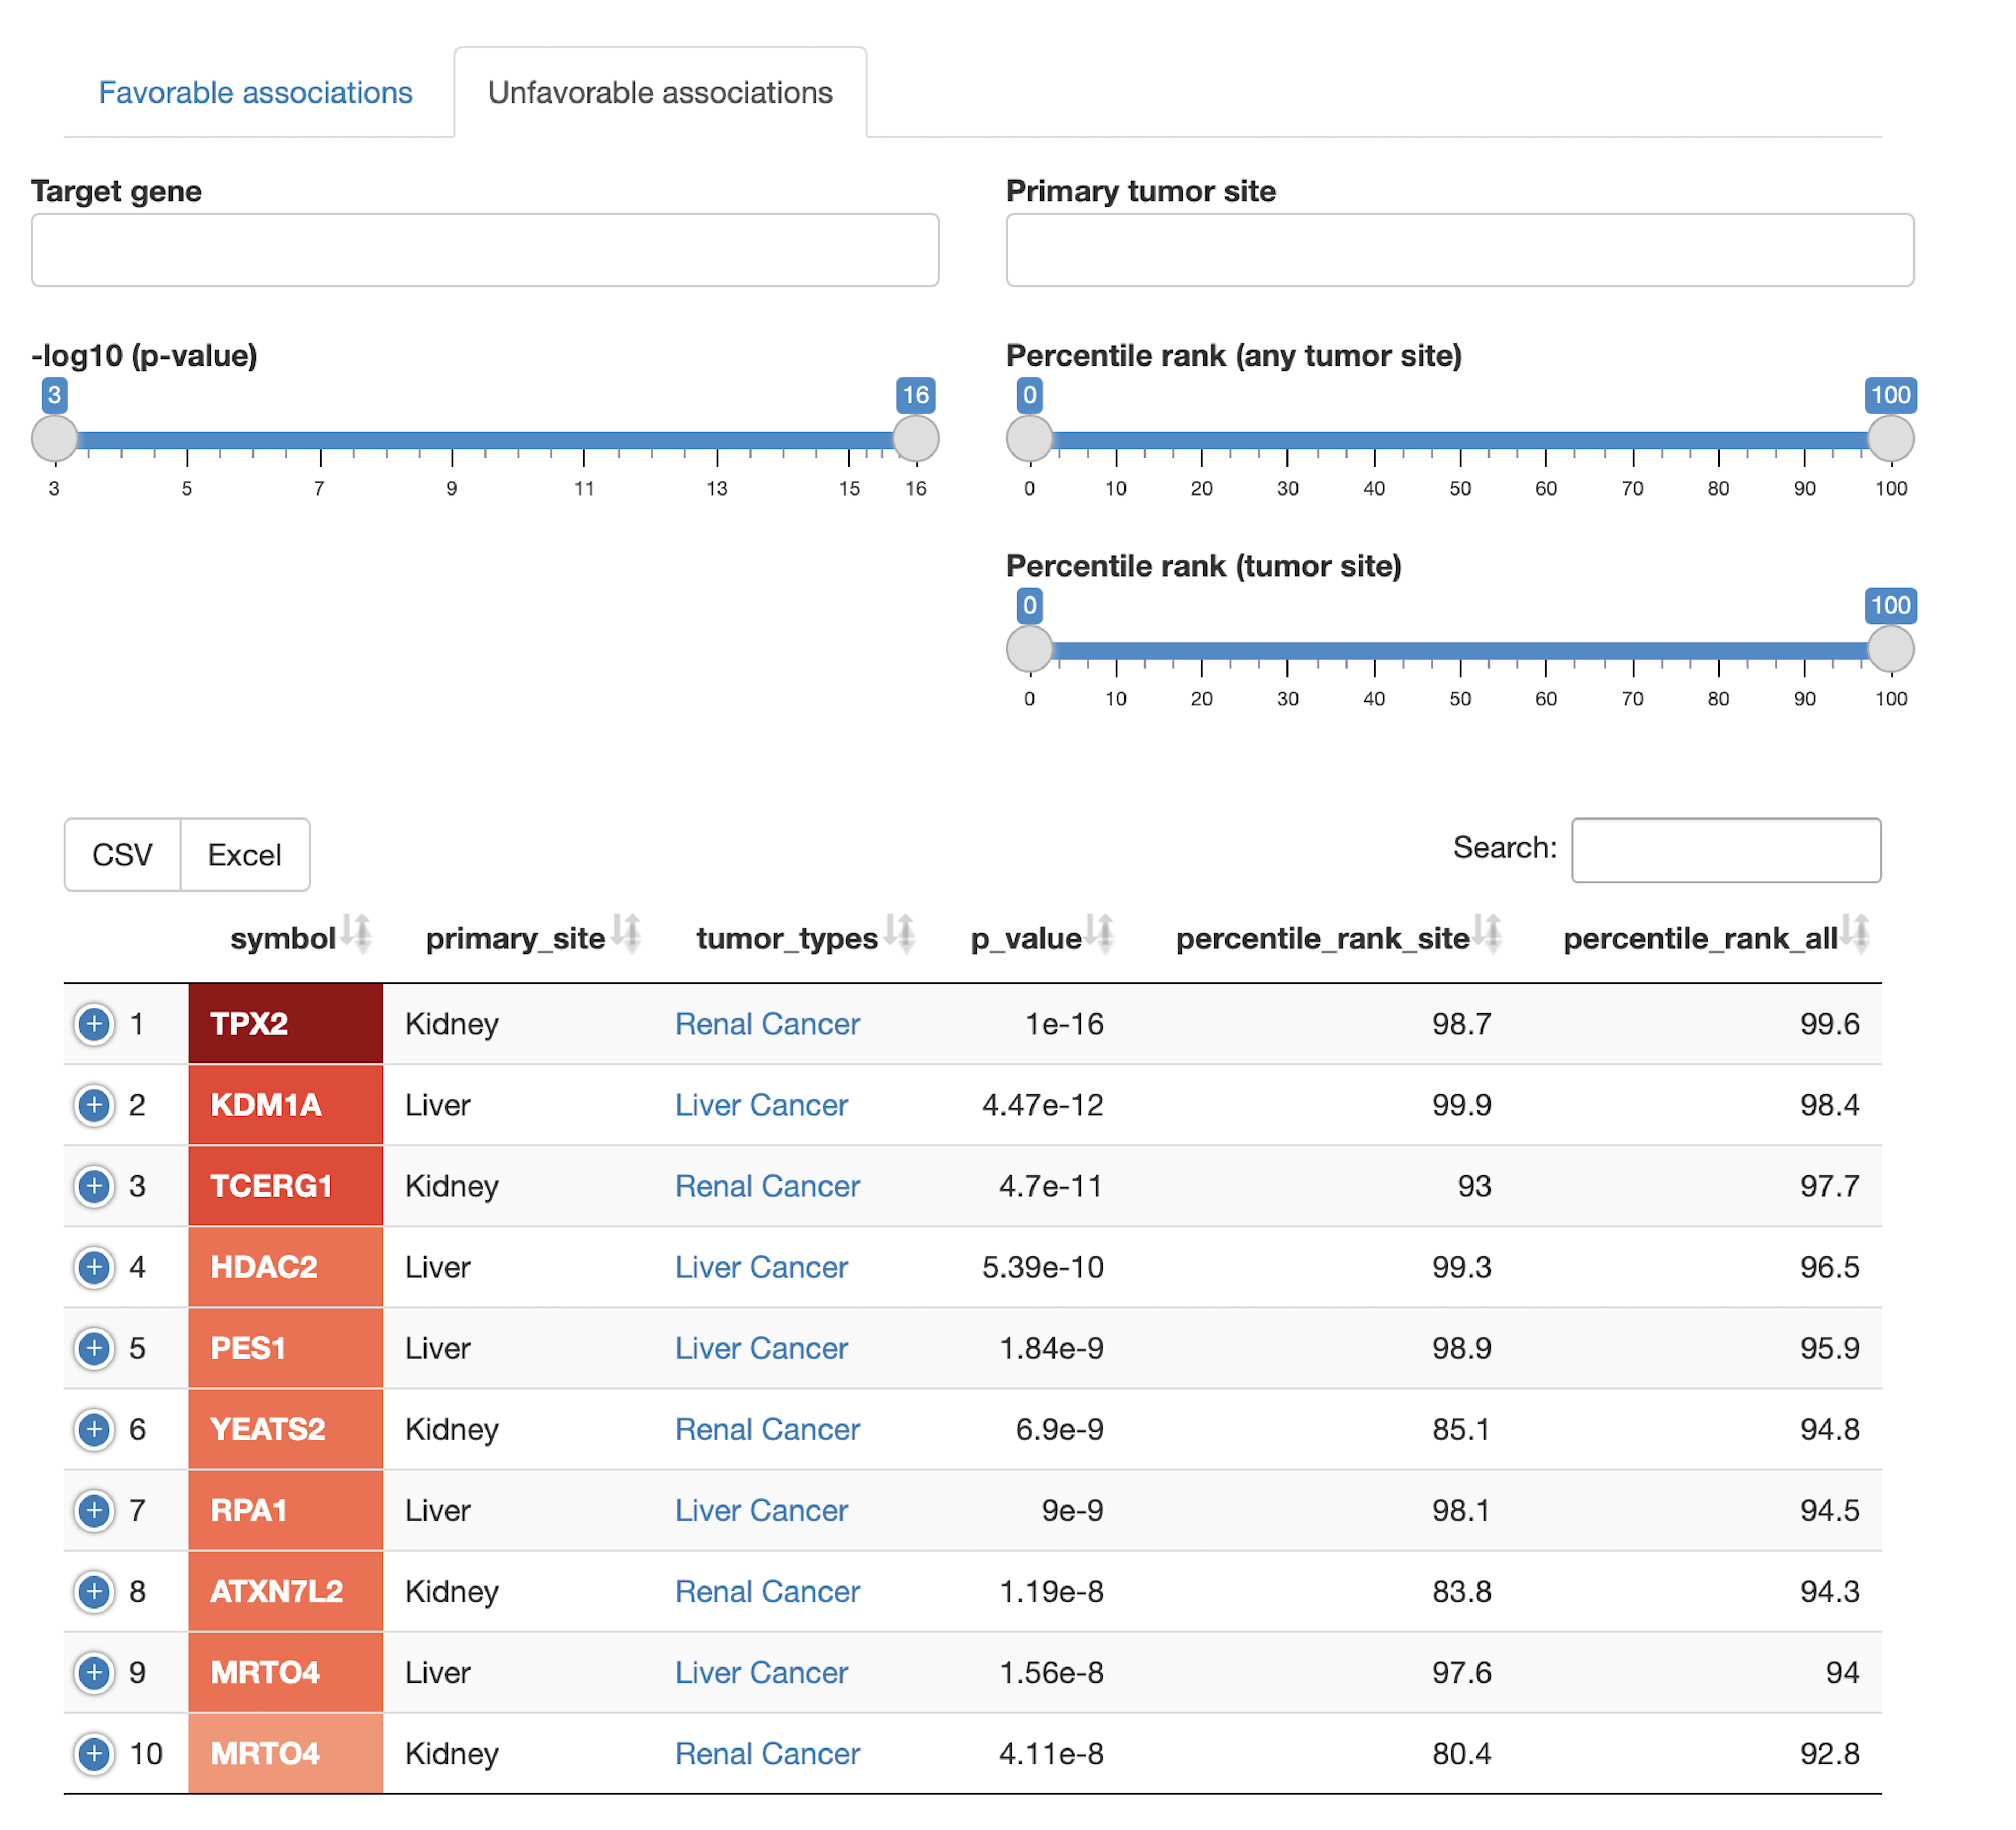 Favorable associations Unfavorable associations
Target gene Primary tumor site
-log10 (p-value) Percentile rank (any tumor site)
3 16 0 100
3 5 7 9 11 13 15 16 0 10 20 30 40 50 60 70 80 90 100
Percentile rank (tumor site)
0 100
0 10 20 30 40 50 60 70 80 90 100
CSV Excel Search:
symbol primary_site tumor_types p_value percentile_rank_site percentile_rank_all
1 TPX2 Kidney Renal Cancer 1e-16 98.7 99.6
2 KDM1A Liver Liver Cancer 4.47e-12 99.9 98.4
3 TCERG1 Kidney Renal Cancer 4.7e-11 93 97.7
4 HDAC2 Liver Liver Cancer 5.39e-10 99.3 96.5
5 PES1 Liver Liver Cancer 1.84e-9 98.9 95.9
6 YEATS2 Kidney Renal Cancer 6.9e-9 85.1 94.8
7 RPA1 Liver Liver Cancer 9e-9 98.1 94.5
8 ATXN7L2 Kidney Renal Cancer 1.19e-8 83.8 94.3
9 MRTO4 Liver Liver Cancer 1.56e-8 97.6 94
10 MRTO4 Kidney Renal Cancer 4.11e-8 80.4 92.8